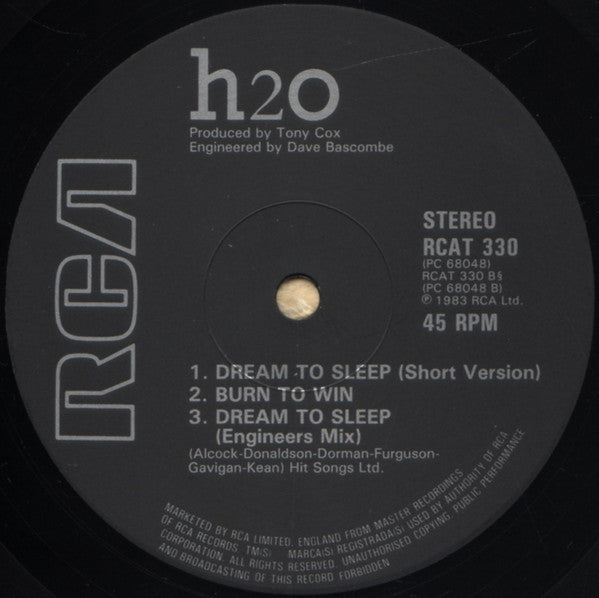 h2o
Produced by Tony Cox
Engineered by Dave Bascombe
RCA
STEREO
RCAT 330
(PC 68048)
RCAT 330 B§
(PC 68048 B)
℗ 1983 RCA Ltd.
45 RPM
1. DREAM TO SLEEP (Short Version)
2. BURN TO WIN
3. DREAM TO SLEEP
(Engineers Mix)
(Alcock-Donaldson-Dorman-Furguson-
Gavigan-Kean) Hit Songs Ltd.
MARKETED BY RCA LIMITED, ENGLAND FROM MASTER RECORDINGS
OF RCA RECORDS. TM(S) MARCA(S) REGISTRADA(S) USED BY AUTHORITY OF RCA
CORPORATION. ALL RIGHTS RESERVED. UNAUTHORISED COPYING, PUBLIC PERFORMANCE
AND BROADCASTING OF THIS RECORD FORBIDDEN